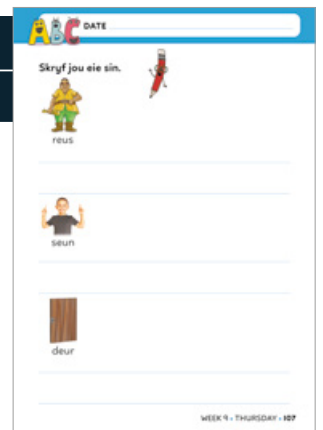 ABC DATE
Skryf jou eie sin.
reus
seun
deur
WEEK 9 • THURSDAY • 107